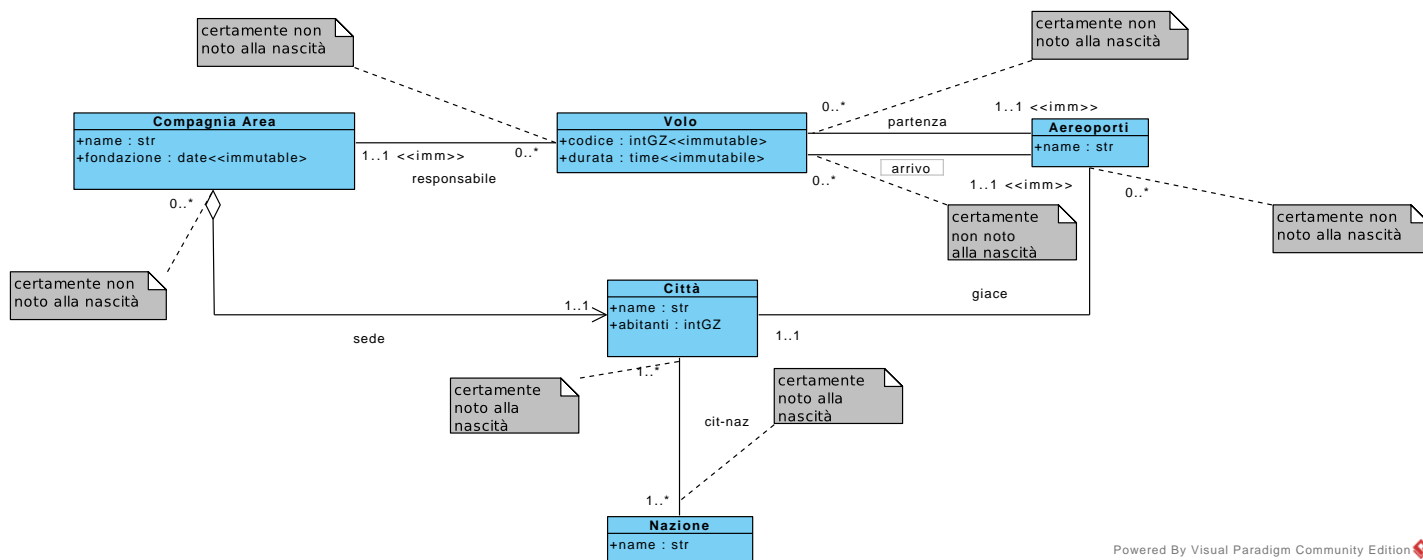 certamente non
noto alla nascità
certamente non
noto alla nascità
Compagnia Area
+name : str
+fondazione : date<<immutable>
1..1 <<imm>>
responsabile
0..*
Volo
+codice : intGZ<<immutable>
+durata : time<<immutabile>
0..*
partenza
1..1 <<imm>>
0..*
arrivo
1..1 <<imm>>
Aereoporti
+name : str
0..*
0..*
certamente
non noto
alla nascità
certamente non
noto alla nascità
certamente non
noto alla nascità
sede
1..1
Città
+name : str
+abitanti : intGZ
1..1
giace
1..*
certamente
noto alla
nascità
certamente
noto alla
nascità
cit-naz
1..*
Nazione
+name : str
Powered By Visual Paradigm Community Edition